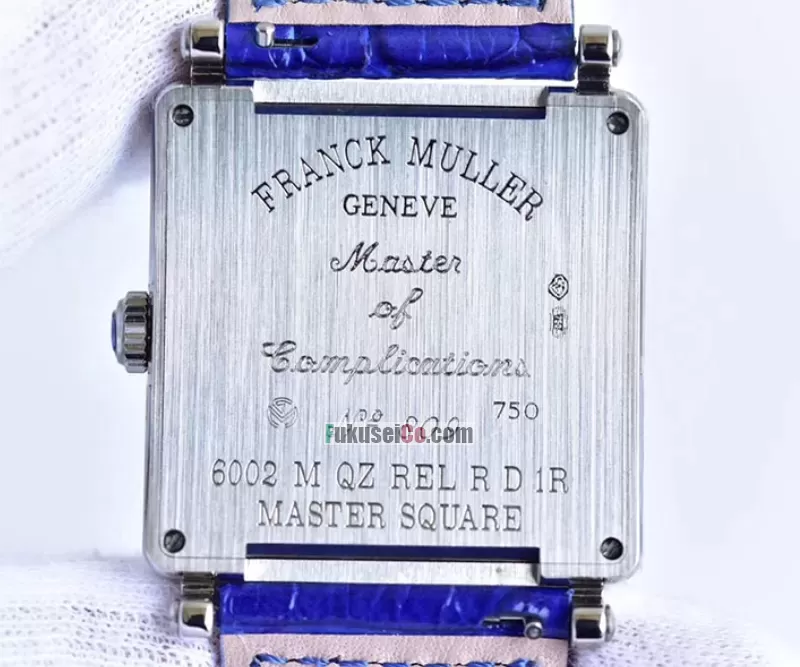 FRANCK MULLER
GENEVE
Master
of
Complications
750
FukuseiCo.com
6002 M QZ REL R D 1R
MASTER SQUARE